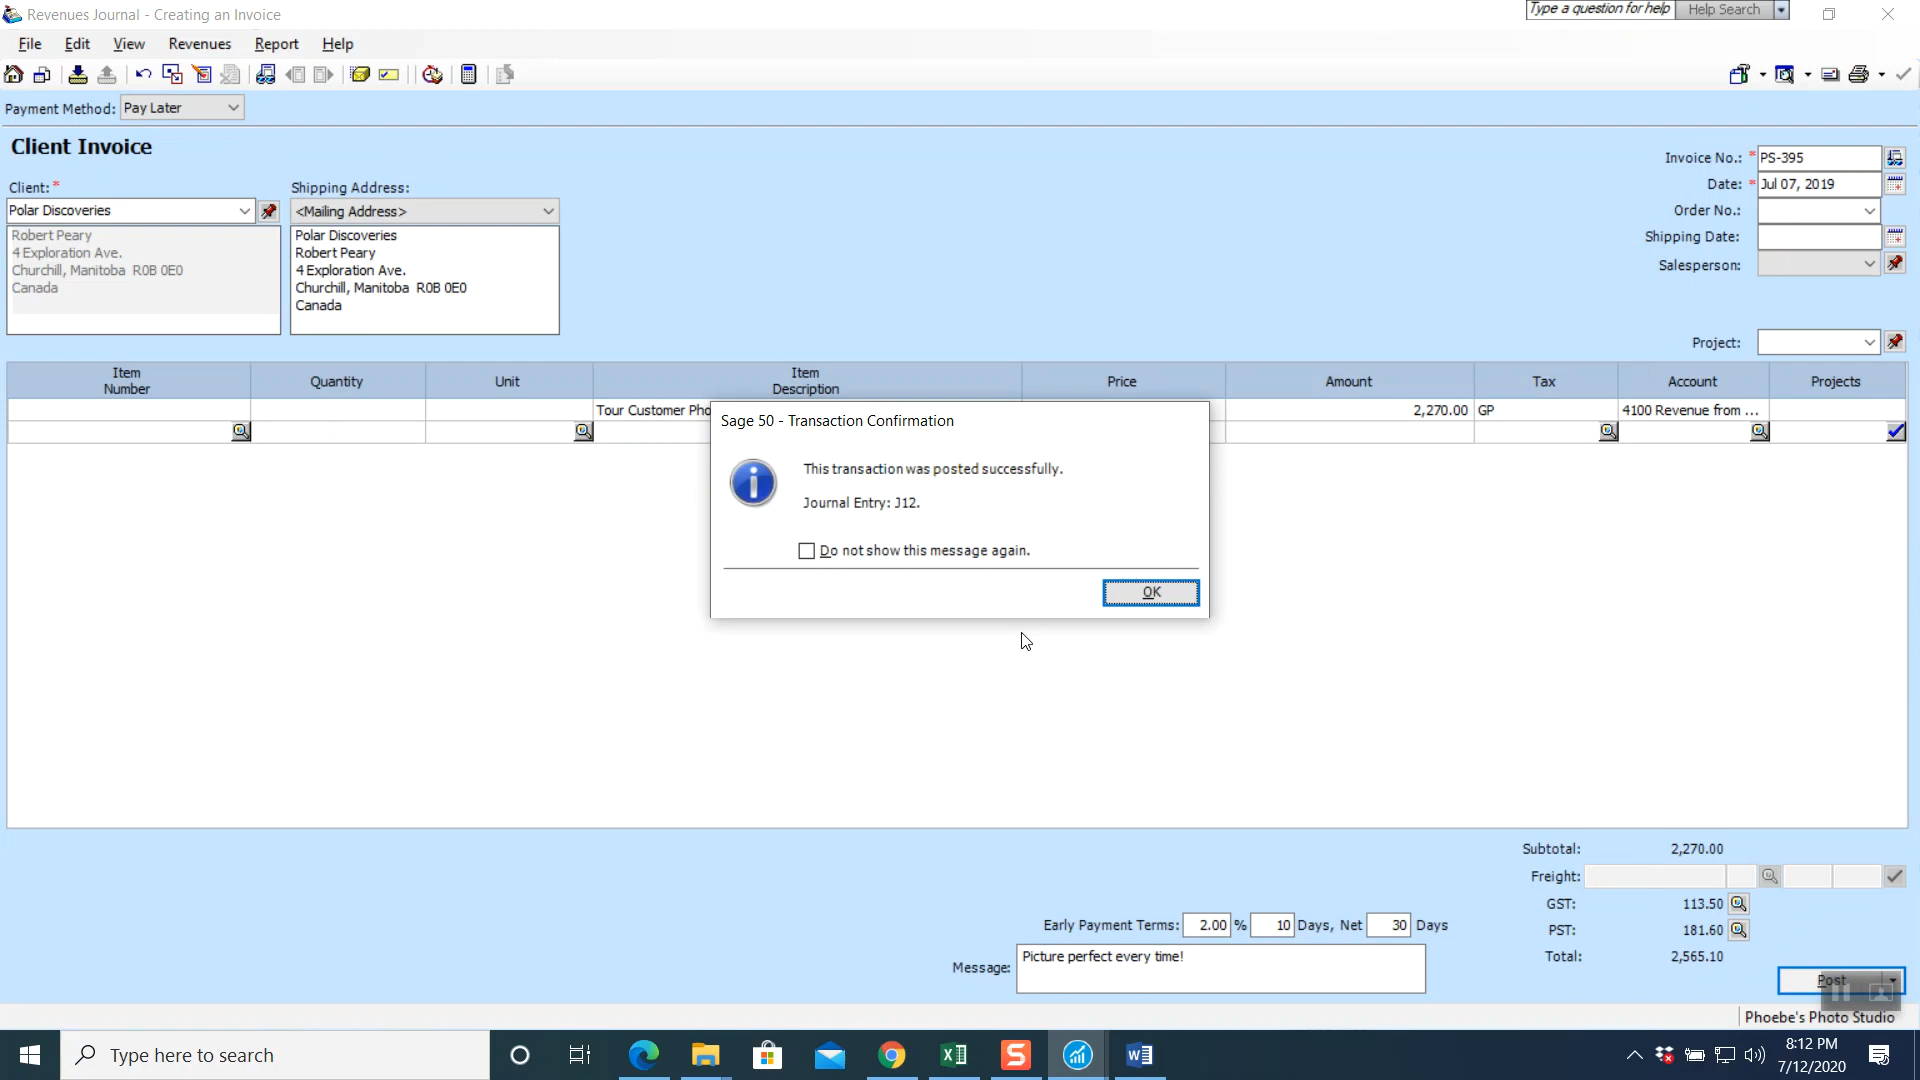 Revenues Journal - Creating an Invoice
Type a question for help
Help Search
File Edit View Revenues Report Help
Payment Method: Pay Later
Client Invoice
Invoice No.: * PS-395
Date: * Jul 07, 2019
Order No.:
Shipping Date:
Salesperson:
Project:
Client: *
Shipping Address:
Polar Discoveries
<Mailing Address>
Robert Peary
4 Exploration Ave.
Churchill, Manitoba R0B 0E0
Canada
Polar Discoveries
Robert Peary
4 Exploration Ave.
Churchill, Manitoba R0B 0E0
Canada
Item Number
Quantity
Unit
Item Description
Price
Amount
Tax
Account
Projects
Tour Customer Pho
2,270.00
GP
4100 Revenue from ...
Sage 50 - Transaction Confirmation
This transaction was posted successfully.
Journal Entry: J12.
Do not show this message again.
OK
Subtotal: 2,270.00
Freight:
GST: 113.50
PST: 181.60
Total: 2,565.10
Early Payment Terms: 2.00 % 10 Days, Net 30 Days
Message: Picture perfect every time!
Post
Phoebe's Photo Studio
Type here to search
8:12 PM
7/12/2020